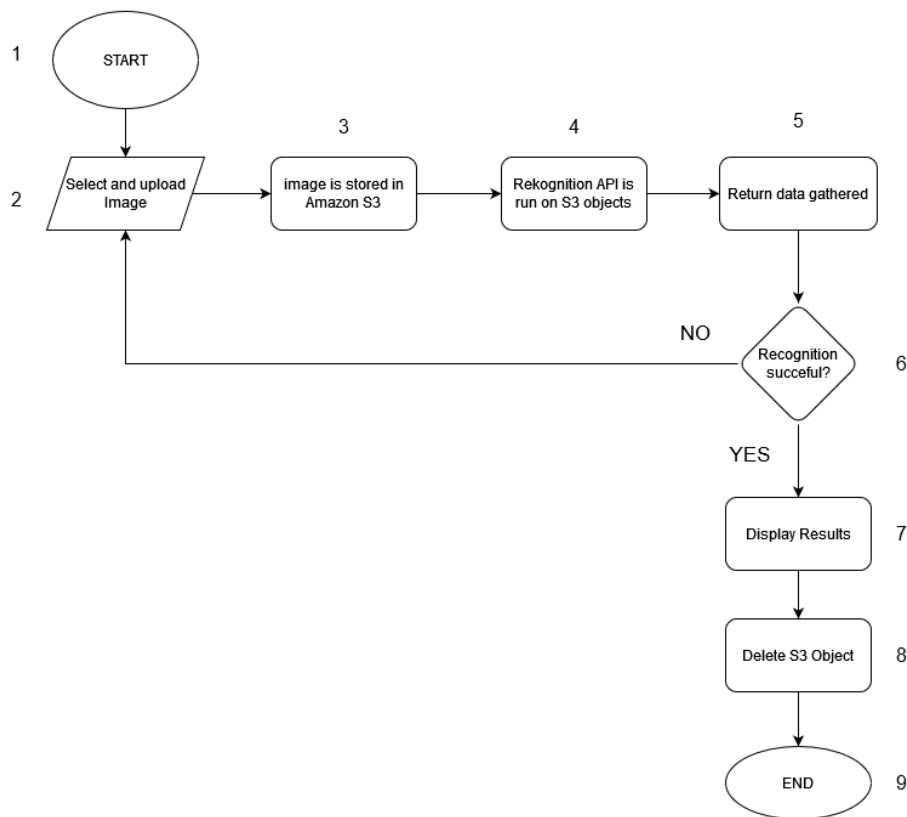 1
START
3
4
5
2
Select and upload
Image
image is stored in
Amazon S3
Rekognition API is
run on S3 objects
Return data gathered
NO
Recognition
succeful?
6
YES
Display Results
7
Delete S3 Object
8
END
9